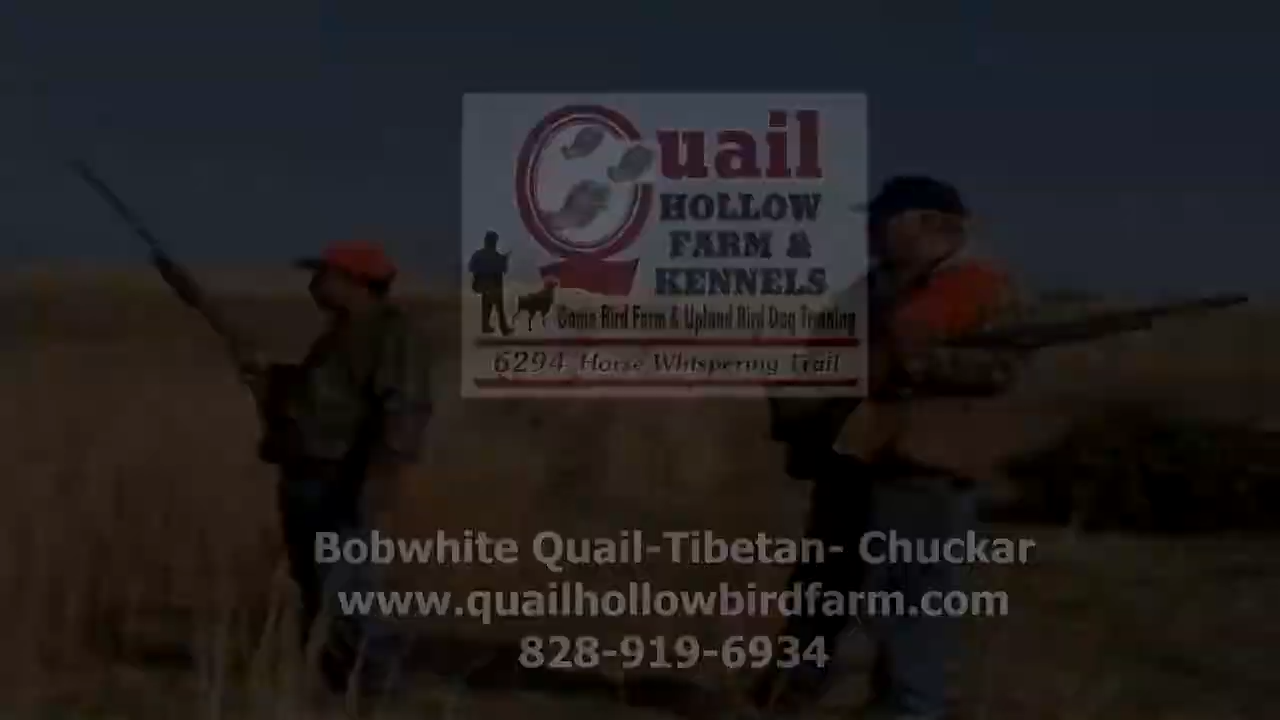 Quail
HOLLOW
FARM &
KENNELS
Game Bird Farm & Upland Bird Dog Training
6294 Horse Whispering Trail
Bobwhite Quail-Tibetan- Chuckar
www.quailhollowbirdfarm.com
828-919-6934